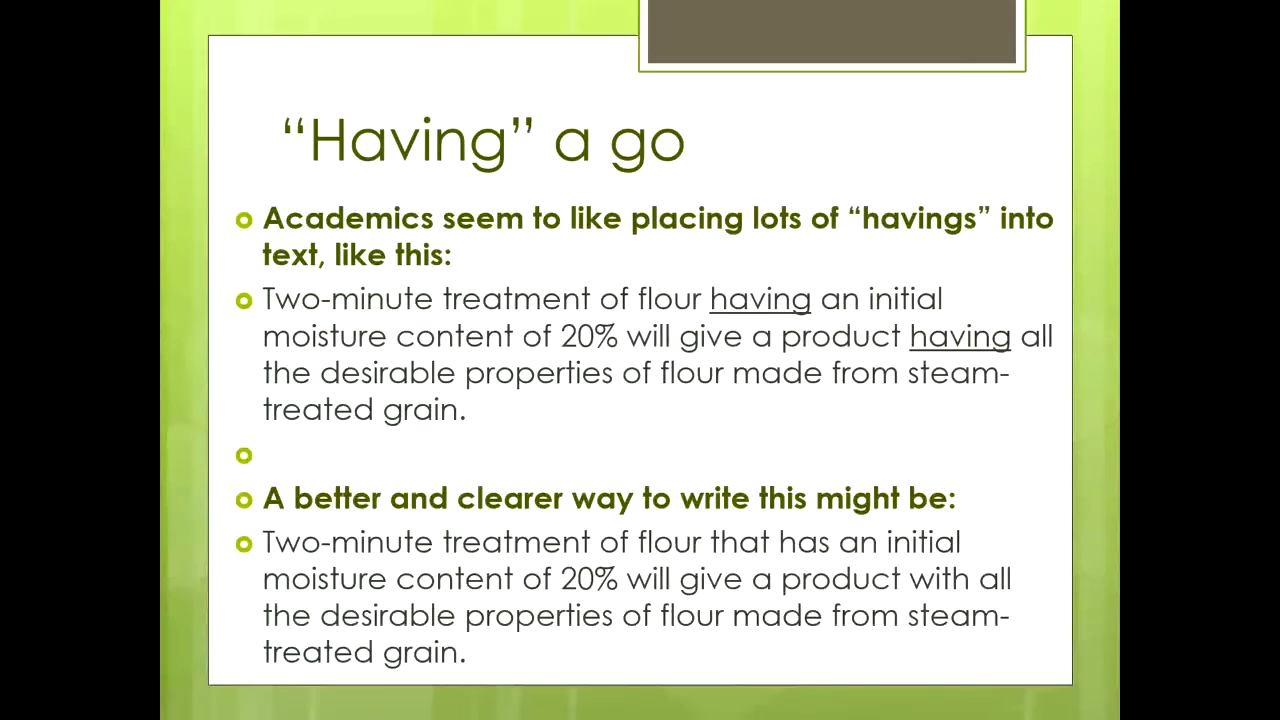 “Having” a go
Academics seem to like placing lots of “havings” into
text, like this:
Two-minute treatment of flour having an initial
moisture content of 20% will give a product having all
the desirable properties of flour made from steam-
treated grain.
A better and clearer way to write this might be:
Two-minute treatment of flour that has an initial
moisture content of 20% will give a product with all
the desirable properties of flour made from steam-
treated grain.